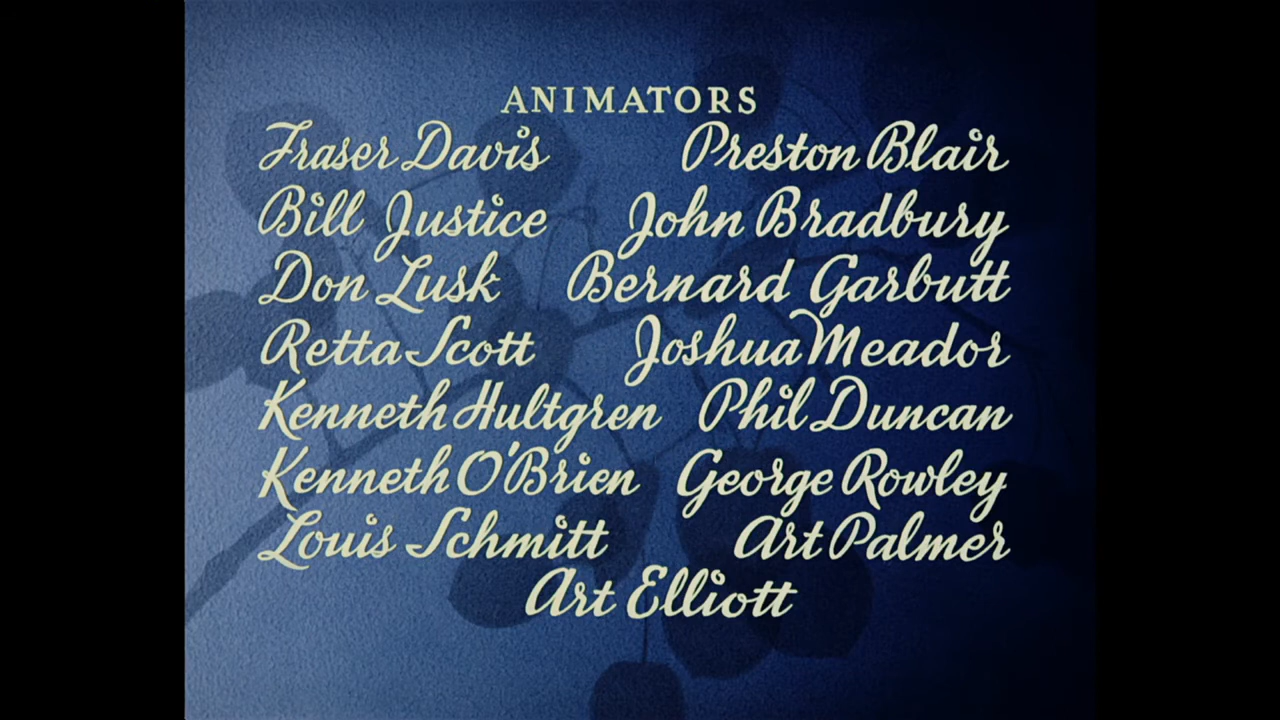 ANIMATORS
Fraser Davis Preston Blair
Bill Justice John Bradbury
Don Lusk Bernard Garbutt
Retta Scott Joshua Meador
Kenneth Hultgren Phil Duncan
Kenneth O'Brien George Rowley
Louis Schmitt Art Palmer
Art Elliott